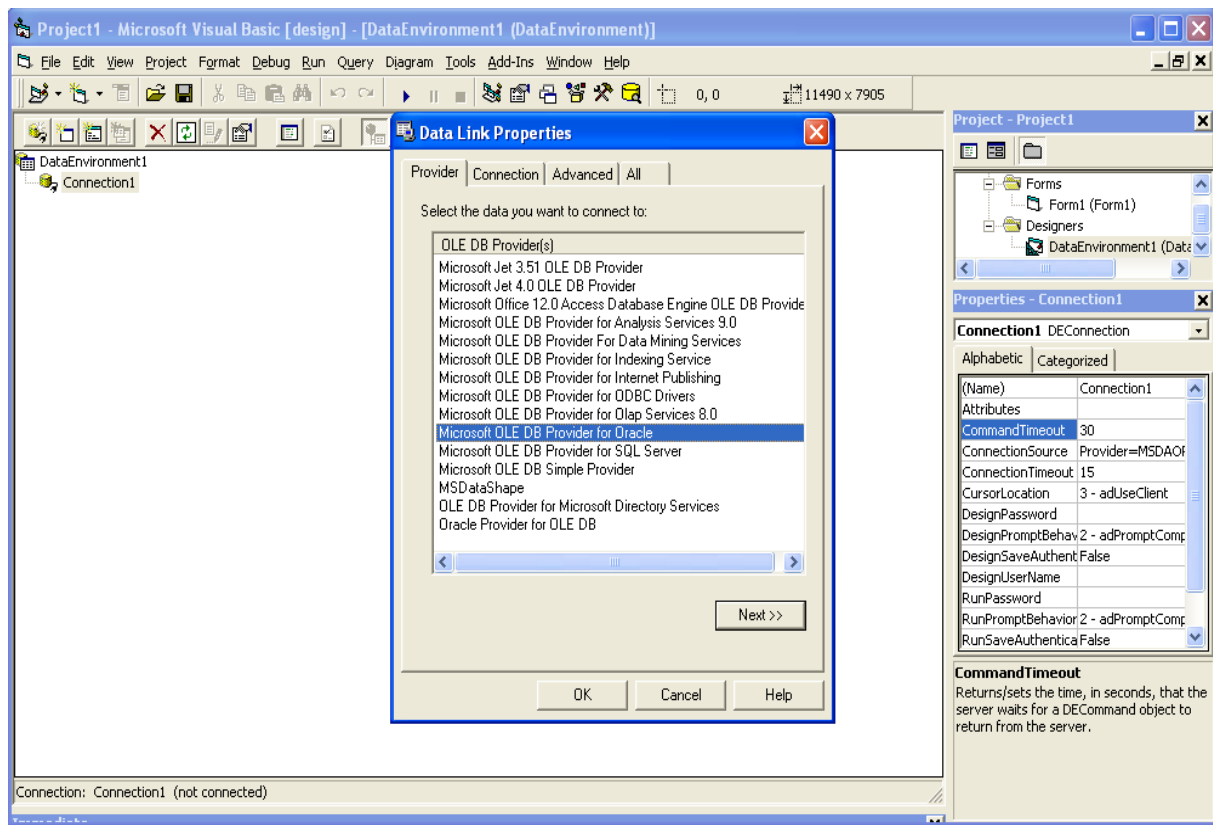 Project1 - Microsoft Visual Basic [design] - [DataEnvironment1 (DataEnvironment)]
File Edit View Project Format Debug Run Query Diagram Tools Add-Ins Window Help
0, 0 11490 x 7905
DataEnvironment1
Connection1
Data Link Properties
Provider Connection Advanced All
Select the data you want to connect to:
OLE DB Provider(s)
Microsoft Jet 3.51 OLE DB Provider
Microsoft Jet 4.0 OLE DB Provider
Microsoft Office 12.0 Access Database Engine OLE DB Provide
Microsoft OLE DB Provider for Analysis Services 9.0
Microsoft OLE DB Provider For Data Mining Services
Microsoft OLE DB Provider for Indexing Service
Microsoft OLE DB Provider for Internet Publishing
Microsoft OLE DB Provider for ODBC Drivers
Microsoft OLE DB Provider for Olap Services 8.0
Microsoft OLE DB Provider for Oracle
Microsoft OLE DB Provider for SQL Server
Microsoft OLE DB Simple Provider
MSDataShape
OLE DB Provider for Microsoft Directory Services
Oracle Provider for OLE DB
Next >>
OK Cancel Help
Project - Project1
Forms
Form1 (Form1)
Designers
DataEnvironment1 (Data
Properties - Connection1
Connection1 DEConnection
Alphabetic Categorized
(Name) Connection1
Attributes
CommandTimeout 30
ConnectionSource Provider=MSDAOR
ConnectionTimeout 15
CursorLocation 3 - adUseClient
DesignPassword
DesignPromptBehav 2 - adPromptComp
DesignSaveAuthent False
DesignUserName
RunPassword
RunPromptBehavior 2 - adPromptComp
RunSaveAuthentica False
CommandTimeout
Returns/sets the time, in seconds, that the
server waits for a DECommand object to
return from the server.
Connection: Connection1 (not connected)